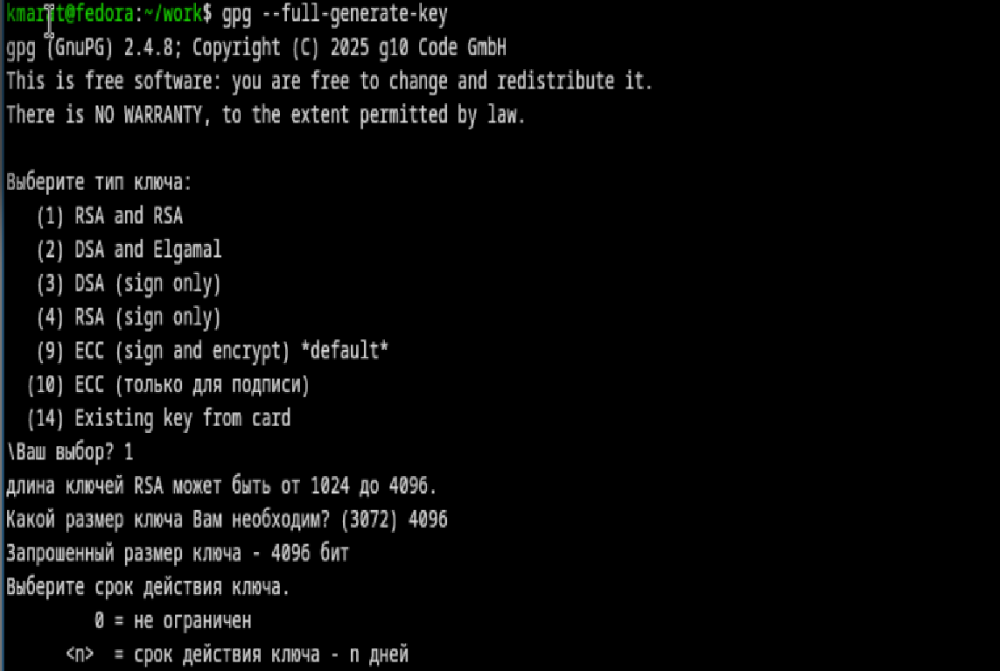 gpg --full-generate-key
gpg (GnuPG) 2.4.8; Copyright (C) 2025 g10 Code GmbH
This is free software: you are free to change and redistribute it.
There is NO WARRANTY, to the extent permitted by law.
Выберите тип ключа:
(1) RSA and RSA
(2) DSA and Elgamal
(3) DSA (sign only)
(4) RSA (sign only)
(9) ECC (sign and encrypt) *default*
(10) ECC (только для подписи)
(14) Existing key from card
\Ваш выбор? 1
длина ключей RSA может быть от 1024 до 4096.
Какой размер ключа Вам необходим? (3072) 4096
Запрошенный размер ключа - 4096 бит
Выберите срок действия ключа.
0 = не ограничен
<n> = срок действия ключа - n дней